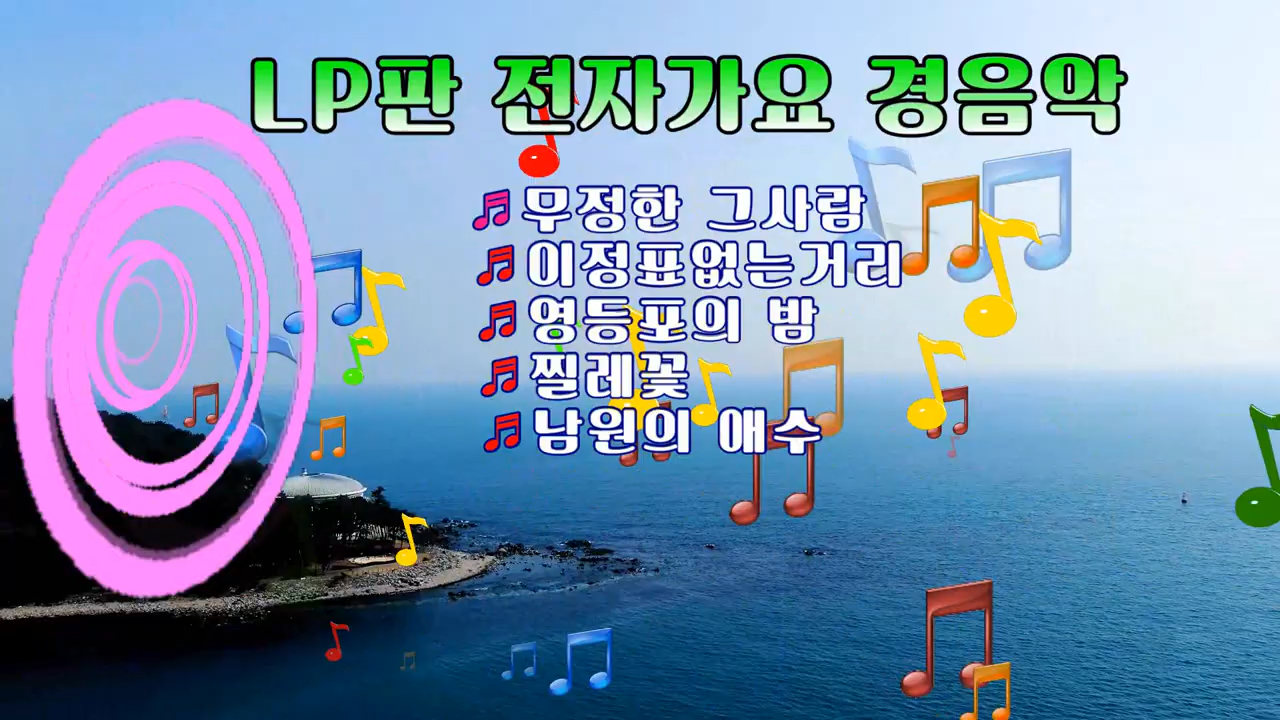 LP판 전자가요 경음악
무정한 그사람
이정표없는거리
영등포의 밤
찔레꽃
남원의 애수